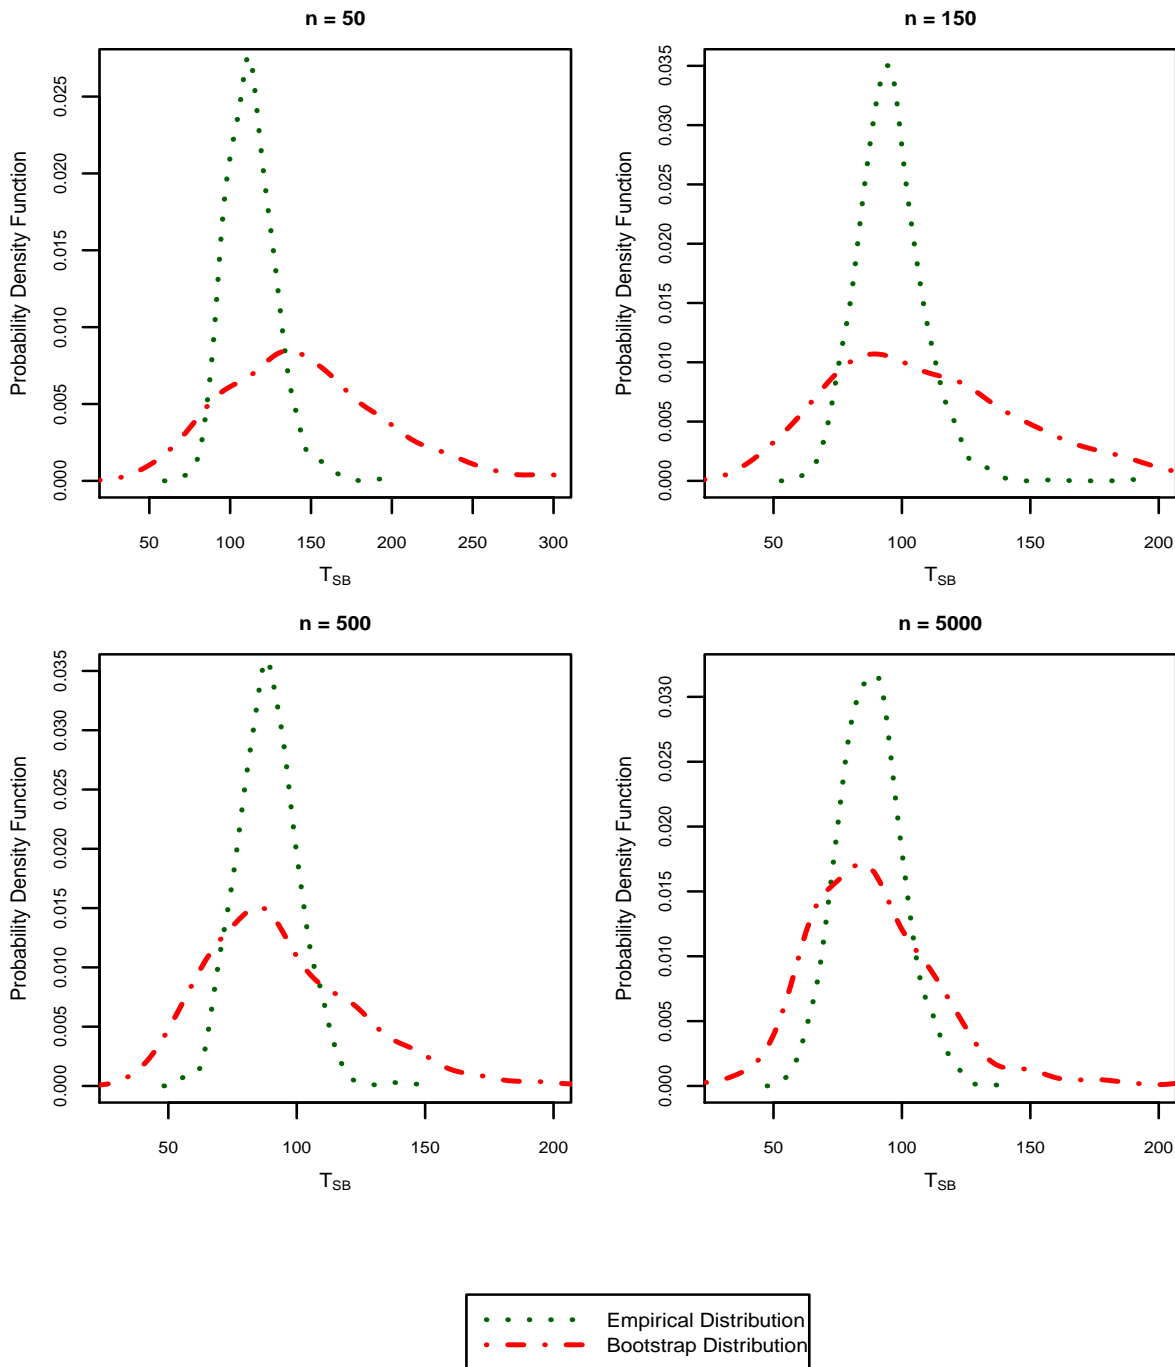 n = 50
Probability Density Function
0.000 0.005 0.010 0.015 0.020 0.025
50 100 150 200 250 300
T_SB
n = 150
Probability Density Function
0.000 0.005 0.010 0.015 0.020 0.025 0.030 0.035
50 100 150 200
T_SB
n = 500
Probability Density Function
0.000 0.005 0.010 0.015 0.020 0.025 0.030 0.035
50 100 150 200
T_SB
n = 5000
Probability Density Function
0.000 0.005 0.010 0.015 0.020 0.025 0.030
50 100 150 200
T_SB
Empirical Distribution
Bootstrap Distribution